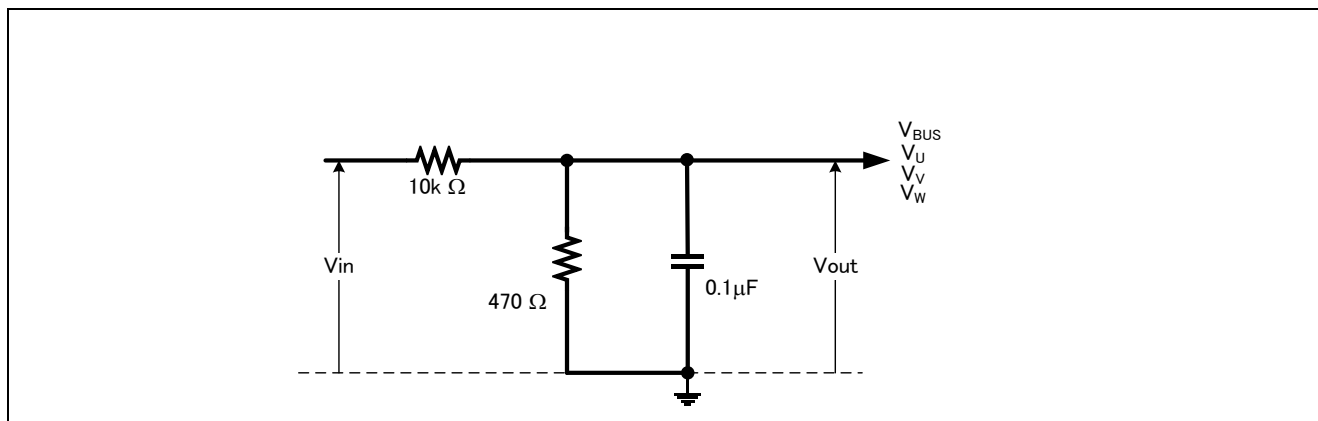 V_BUS
V_U
V_V
V_W
10k Ω
Vin
Vout
470 Ω
0.1μF